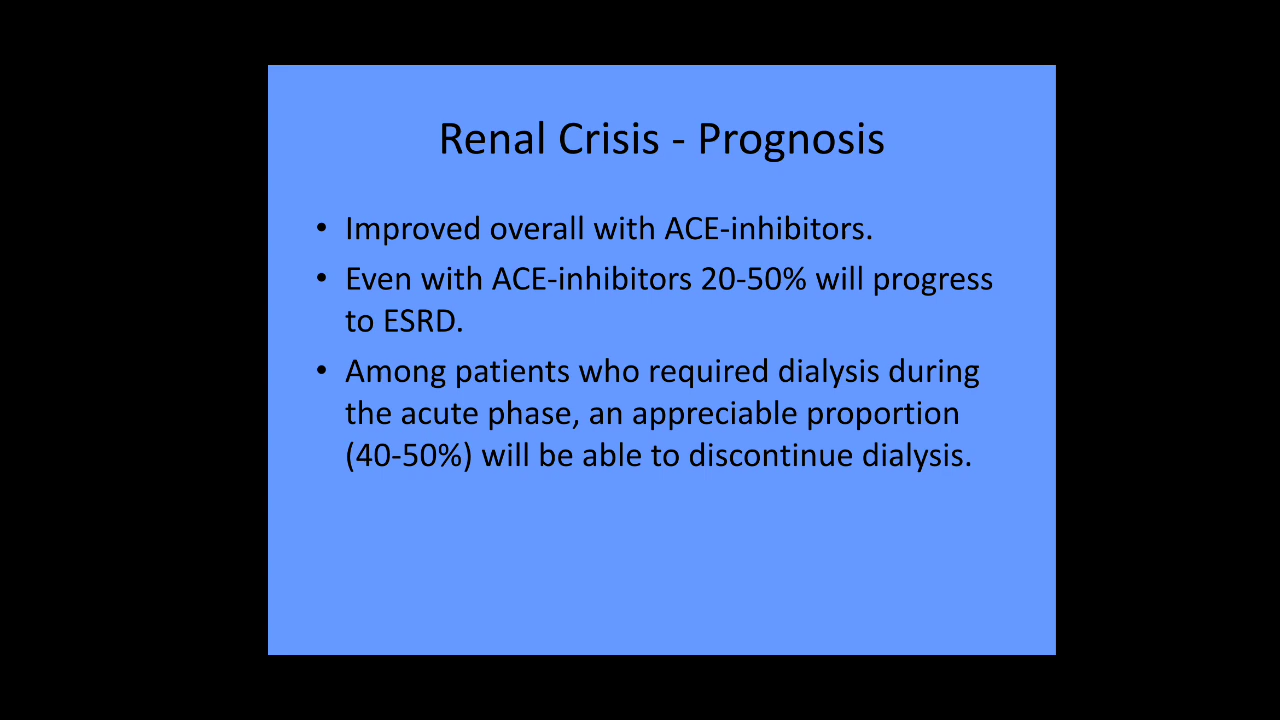 Renal Crisis - Prognosis
• Improved overall with ACE-inhibitors.
• Even with ACE-inhibitors 20-50% will progress
to ESRD.
• Among patients who required dialysis during
the acute phase, an appreciable proportion
(40-50%) will be able to discontinue dialysis.